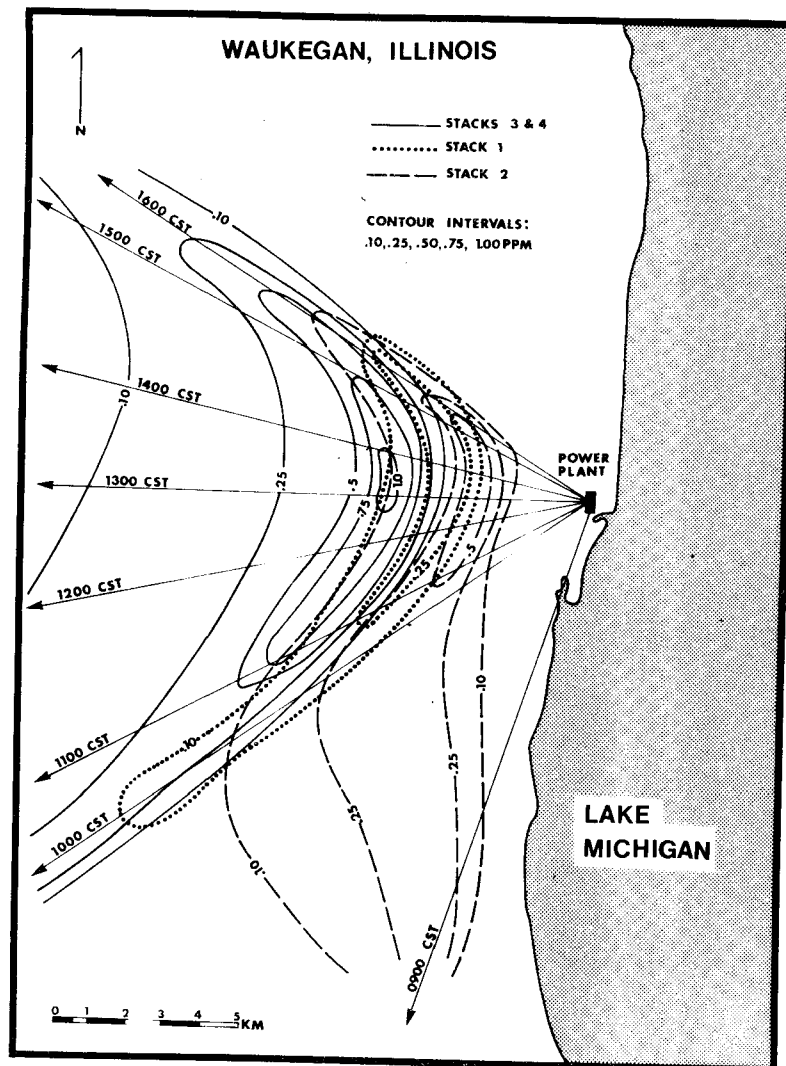 WAUKEGAN, ILLINOIS
N
STACKS 3 & 4
STACK 1
STACK 2
CONTOUR INTERVALS:
.10,.25, .50,.75, 1.00 PPM
1600 CST
.10
1500 CST
1400 CST
.10
1300 CST
.25
.5
.75
1.0
POWER
PLANT
1200 CST
.25
.5
.10
1100 CST
.10
.25
1000 CST
.25
.10
LAKE
MICHIGAN
0900 CST
0 1 2 3 4 5
KM